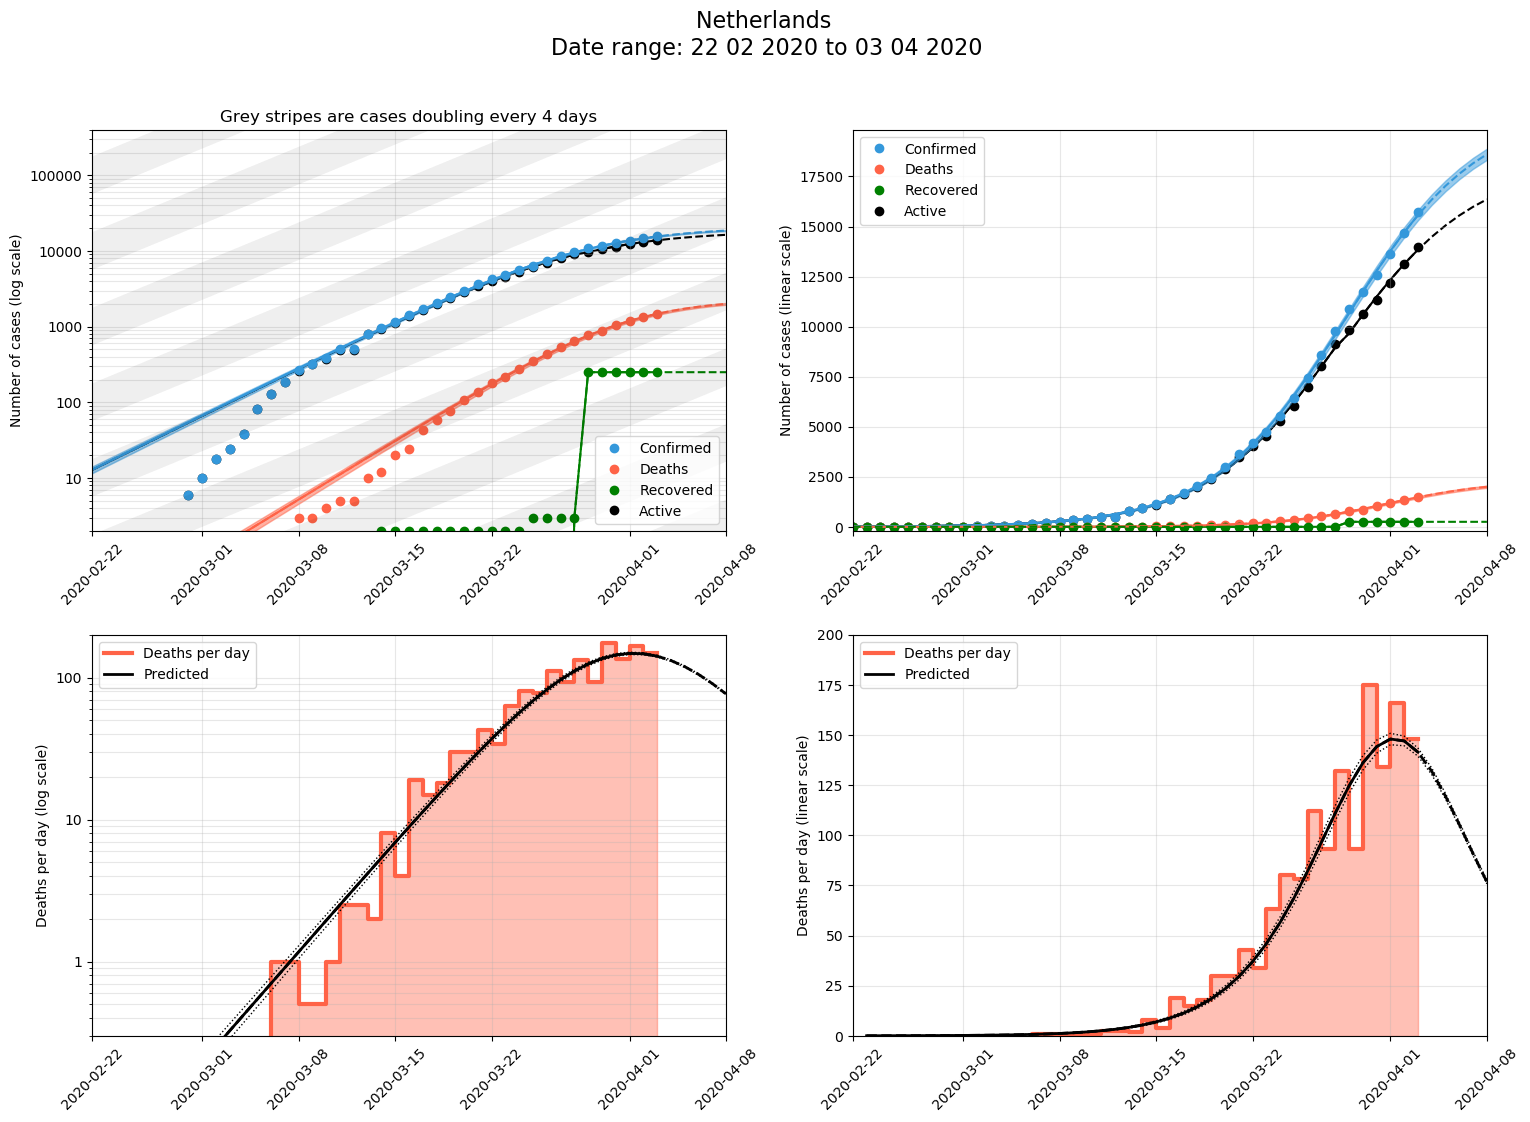 Netherlands
Date range: 22 02 2020 to 03 04 2020
Grey stripes are cases doubling every 4 days
Number of cases (log scale)
100000
10000
1000
100
10
Confirmed
Deaths
Recovered
Active
2020-02-22
2020-03-01
2020-03-08
2020-03-15
2020-03-22
2020-04-01
2020-04-08
Number of cases (linear scale)
17500
15000
12500
10000
7500
5000
2500
0
Confirmed
Deaths
Recovered
Active
2020-02-22
2020-03-01
2020-03-08
2020-03-15
2020-03-22
2020-04-01
2020-04-08
Deaths per day (log scale)
100
10
1
Deaths per day
Predicted
2020-02-22
2020-03-01
2020-03-08
2020-03-15
2020-03-22
2020-04-01
2020-04-08
Deaths per day (linear scale)
200
175
150
125
100
75
50
25
0
Deaths per day
Predicted
2020-02-22
2020-03-01
2020-03-08
2020-03-15
2020-03-22
2020-04-01
2020-04-08